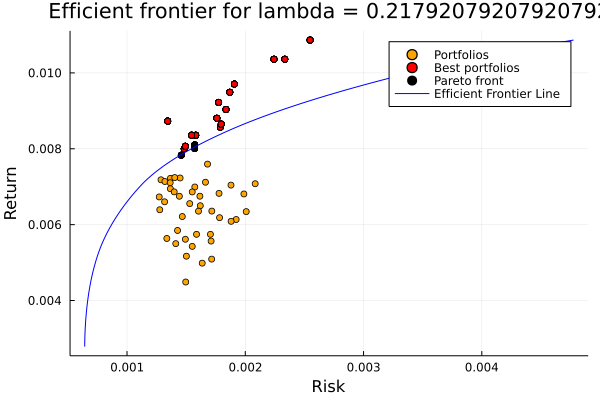 Efficient frontier for lambda = 0.2179207920792079
Return
0.010
0.008
0.006
0.004
Portfolios
Best portfolios
Pareto front
Efficient Frontier Line
0.001
0.002
0.003
0.004
Risk